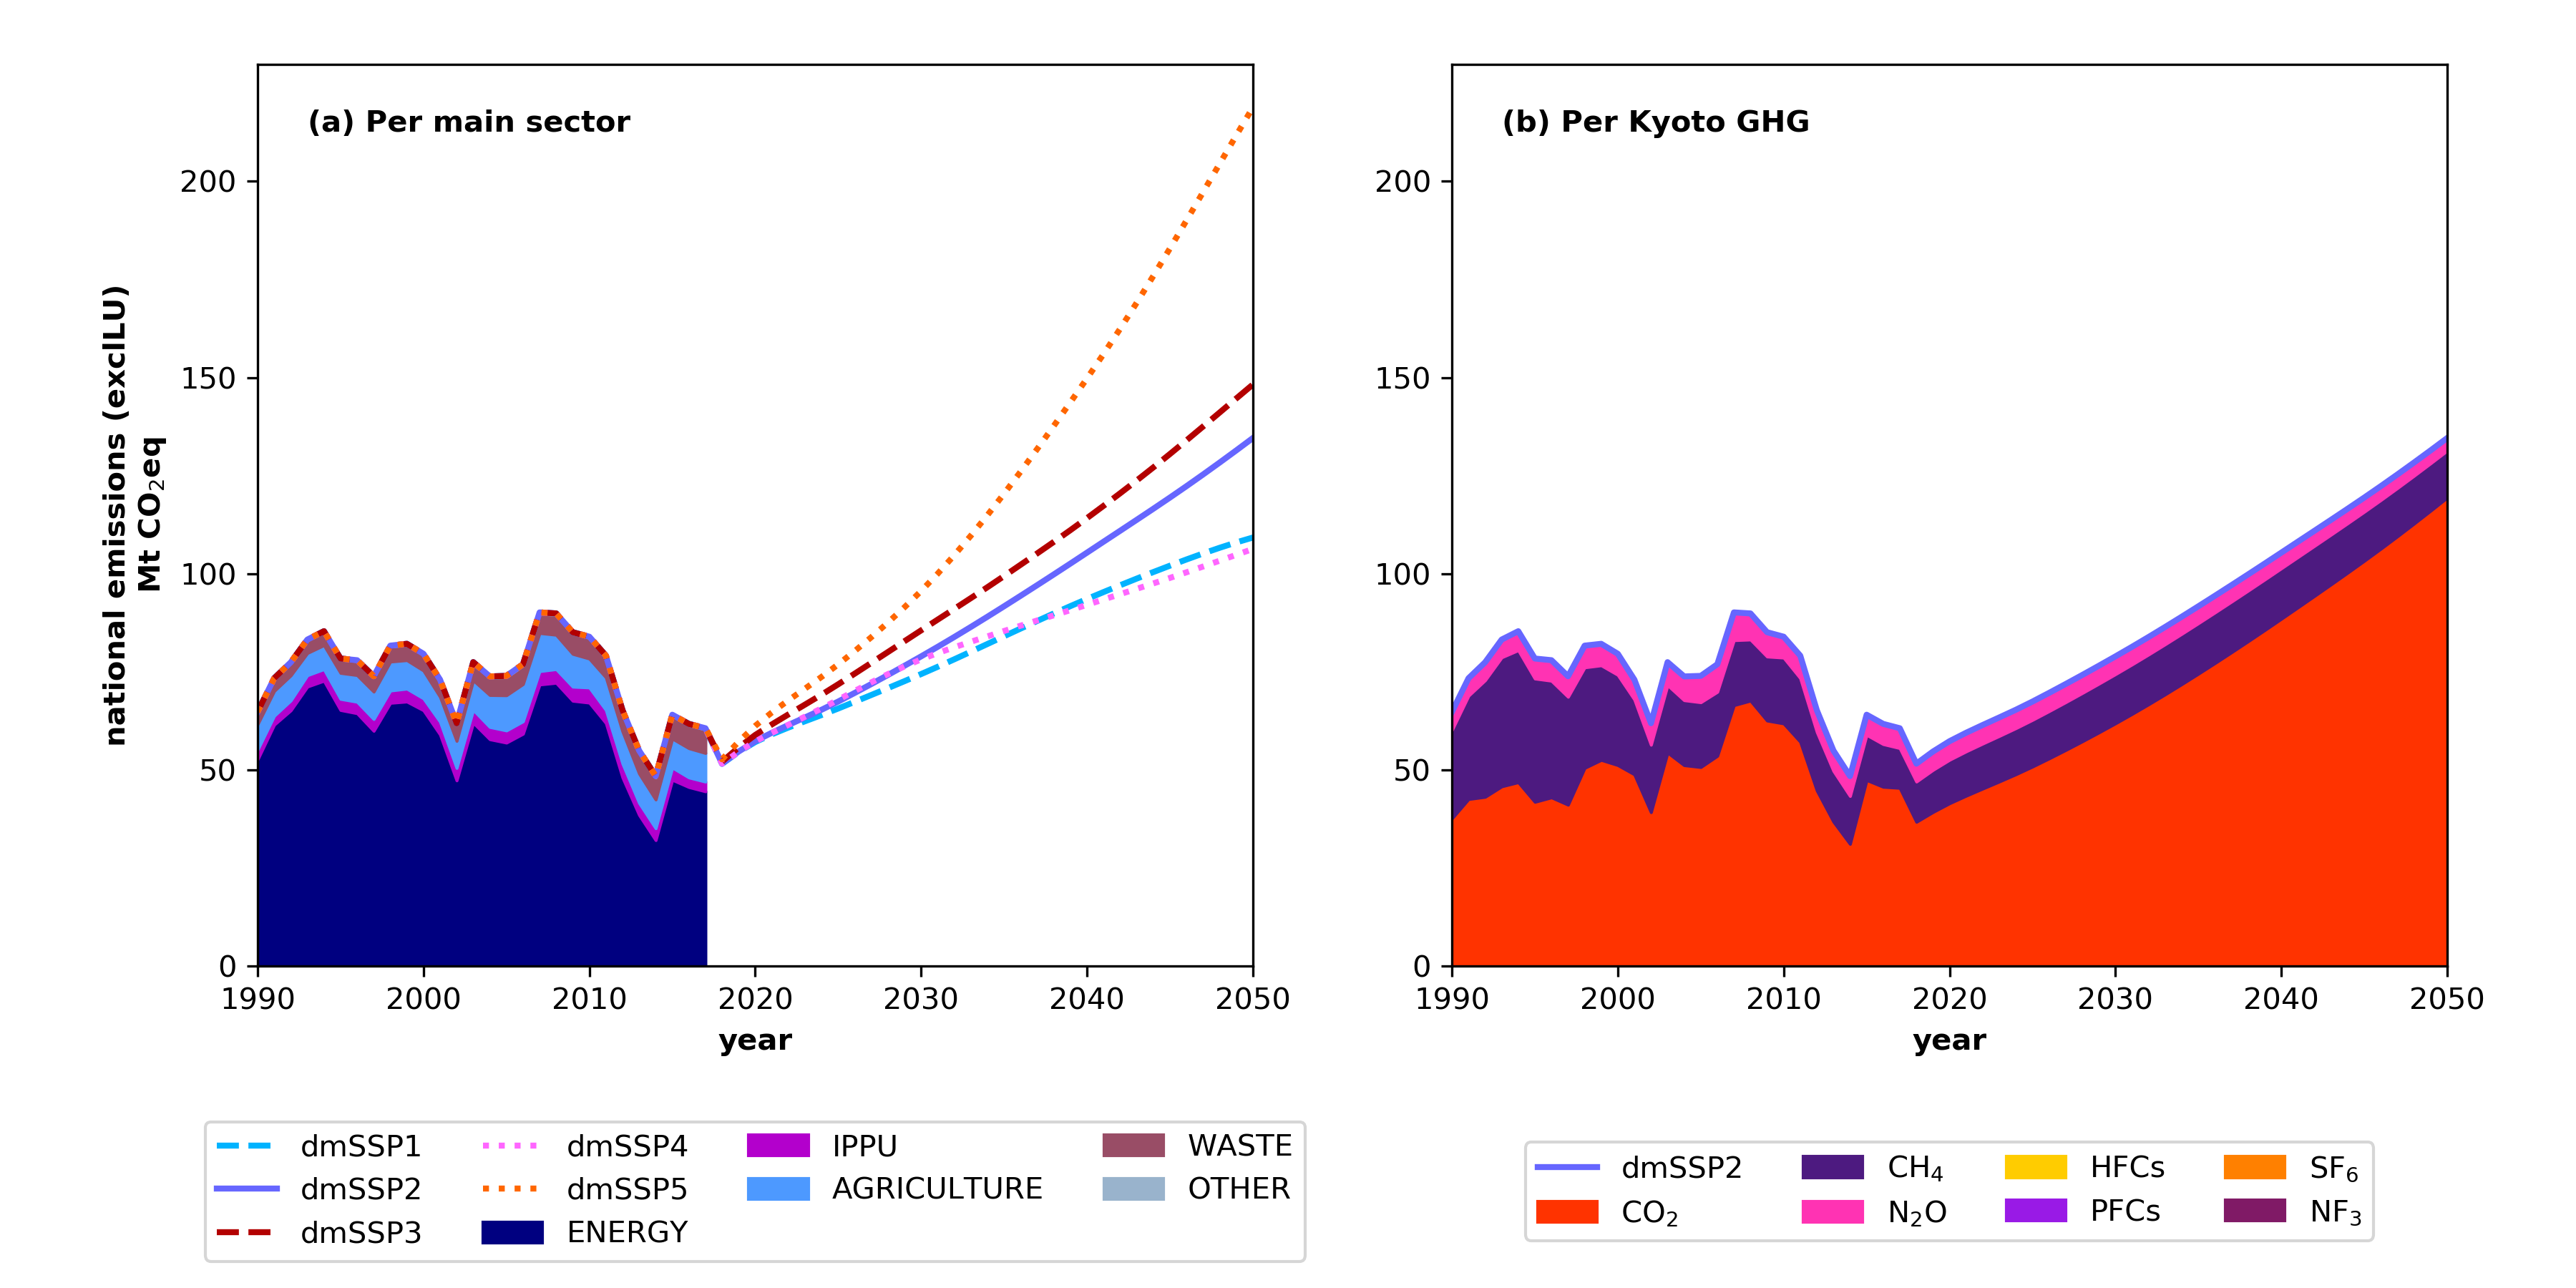 (a) Per main sector
200
150
100
50
0
national emissions (exclLU)
Mt CO₂eq
1990 2000 2010 2020 2030 2040 2050
year
dmSSP1 dmSSP4 IPPU WASTE
dmSSP2 dmSSP5 AGRICULTURE OTHER
dmSSP3 ENERGY
(b) Per Kyoto GHG
200
150
100
50
0
1990 2000 2010 2020 2030 2040 2050
year
dmSSP2 CH₄ HFCs SF₆
CO₂ N₂O PFCs NF₃